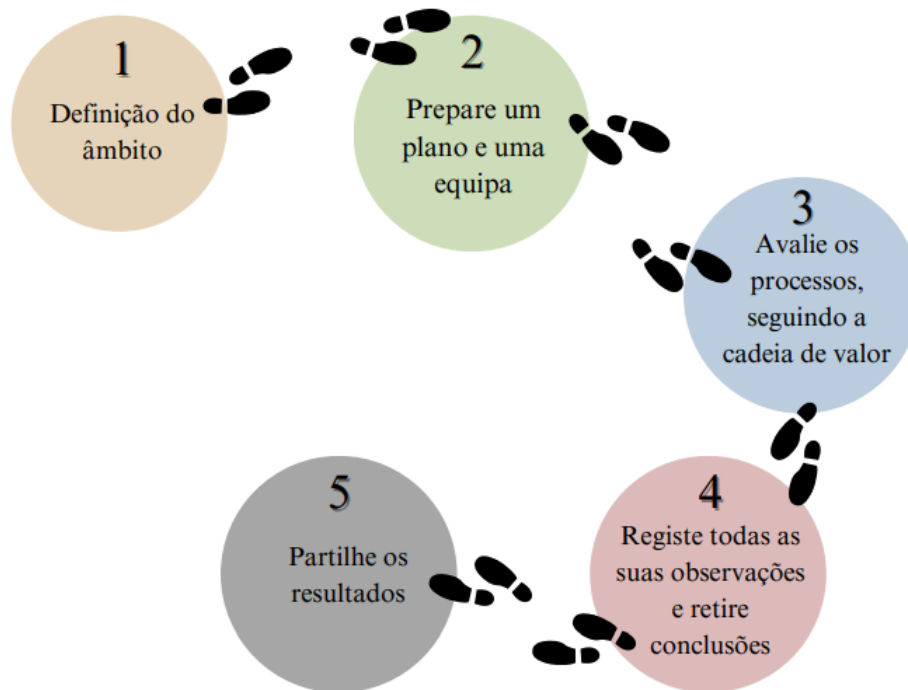 1
Definição do
âmbito
2
Prepare um
plano e uma
equipa
3
Avalie os
processos,
seguindo a
cadeia de valor
4
Registe todas as
suas observações
e retire
conclusões
5
Partilhe os
resultados